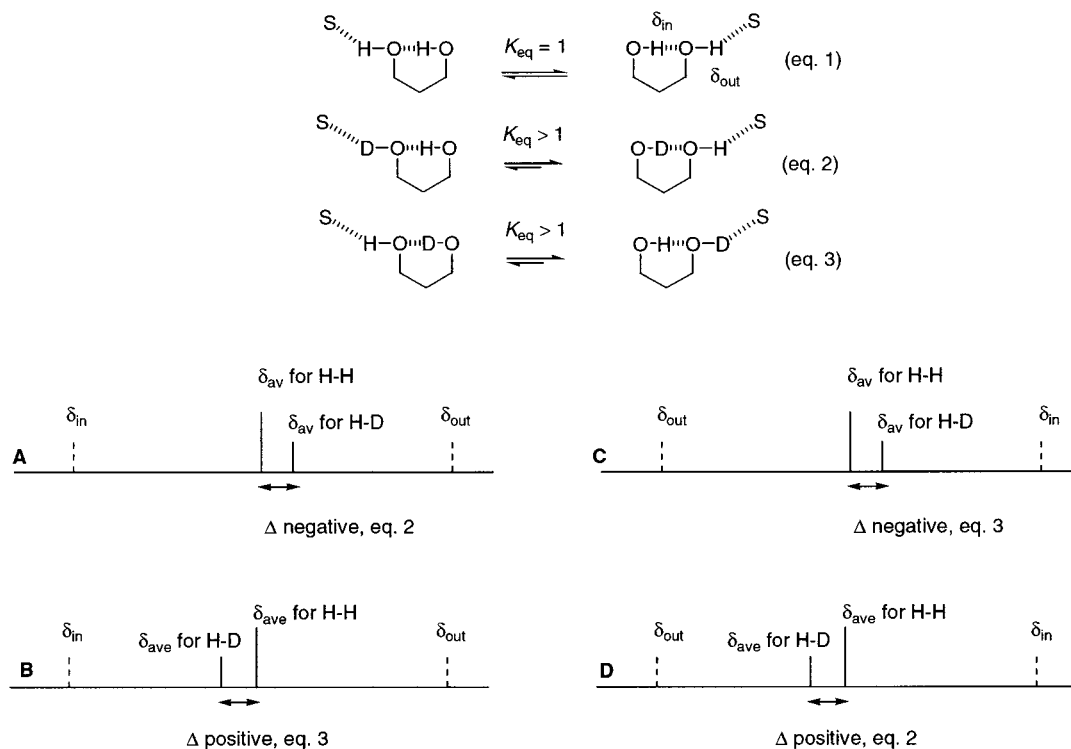 S
H-O H-O
K_eq = 1
δ_in
O-H O-H
S
δ_out
(eq. 1)
S
D-O H-O
K_eq > 1
O-D O-H
S
(eq. 2)
S
H-O D-O
K_eq > 1
O-H O-D
S
(eq. 3)
A
δ_in
δ_av for H-H
δ_av for H-D
δ_out
Δ negative, eq. 2
C
δ_out
δ_av for H-H
δ_av for H-D
δ_in
Δ negative, eq. 3
B
δ_in
δ_ave for H-D
δ_ave for H-H
δ_out
Δ positive, eq. 3
D
δ_out
δ_ave for H-D
δ_ave for H-H
δ_in
Δ positive, eq. 2